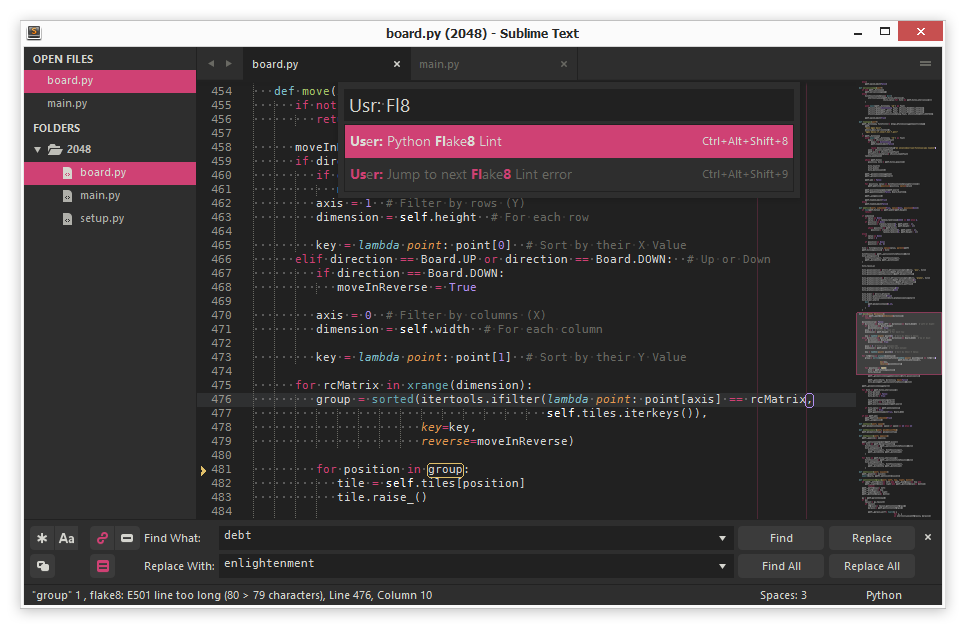 board.py (2048) - Sublime Text
OPEN FILES
board.py
main.py
FOLDERS
2048
board.py
main.py
setup.py
board.py
main.py
Usr: Fl8
User: Python Flake8 Lint Ctrl+Alt+Shift+8
User: Jump to next Flake8 Lint error Ctrl+Alt+Shift+9
454 def move(
455 if not
456 ret
457
458 moveIn
459 if dir
460 if
461
462 axis = 1 # Filter by rows (Y)
463 dimension = self.height # For each row
464
465 key = lambda point: point[0] # Sort by their X Value
466 elif direction == Board.UP or direction == Board.DOWN: # Up or Down
467 if direction == Board.DOWN:
468 moveInReverse = True
469
470 axis = 0 # Filter by columns (X)
471 dimension = self.width # For each column
472
473 key = lambda point: point[1] # Sort by their Y Value
474
475 for rcMatrix in xrange(dimension):
476 group = sorted(itertools.ifilter(lambda point: point[axis] == rcMatrix,
477 self.tiles.iterkeys()),
478 key=key,
479 reverse=moveInReverse)
480
481 for position in group:
482 tile = self.tiles[position]
483 tile.raise_()
484
Aa Find What: debt Find Replace
Replace With: enlightenment Find All Replace All
"group" 1 , flake8: E501 line too long (80 > 79 characters), Line 476, Column 10 Spaces: 3 Python